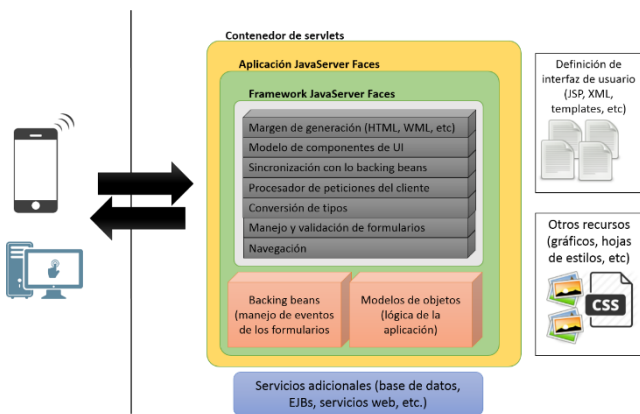 Contenedor de servlets
Aplicación JavaServer Faces
Framework JavaServer Faces
Margen de generación (HTML, WML, etc)
Modelo de componentes de UI
Sincronización con lo backing beans
Procesador de peticiones del cliente
Conversión de tipos
Manejo y validación de formularios
Navegación
Backing beans
(manejo de eventos
de los formularios
Modelos de objetos
(lógica de la
aplicación)
Servicios adicionales (base de datos,
EJBs, servicios web, etc.)
Definición de
interfaz de usuario
(JSP, XML,
templates, etc)
Otros recursos
(gráficos, hojas
de estilos, etc)
CSS